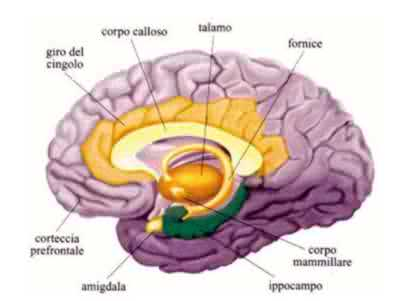 talamo
corpo calloso
fornice
giro del
cingolo
corteccia
prefrontale
corpo
mammillare
amigdala
ippocampo